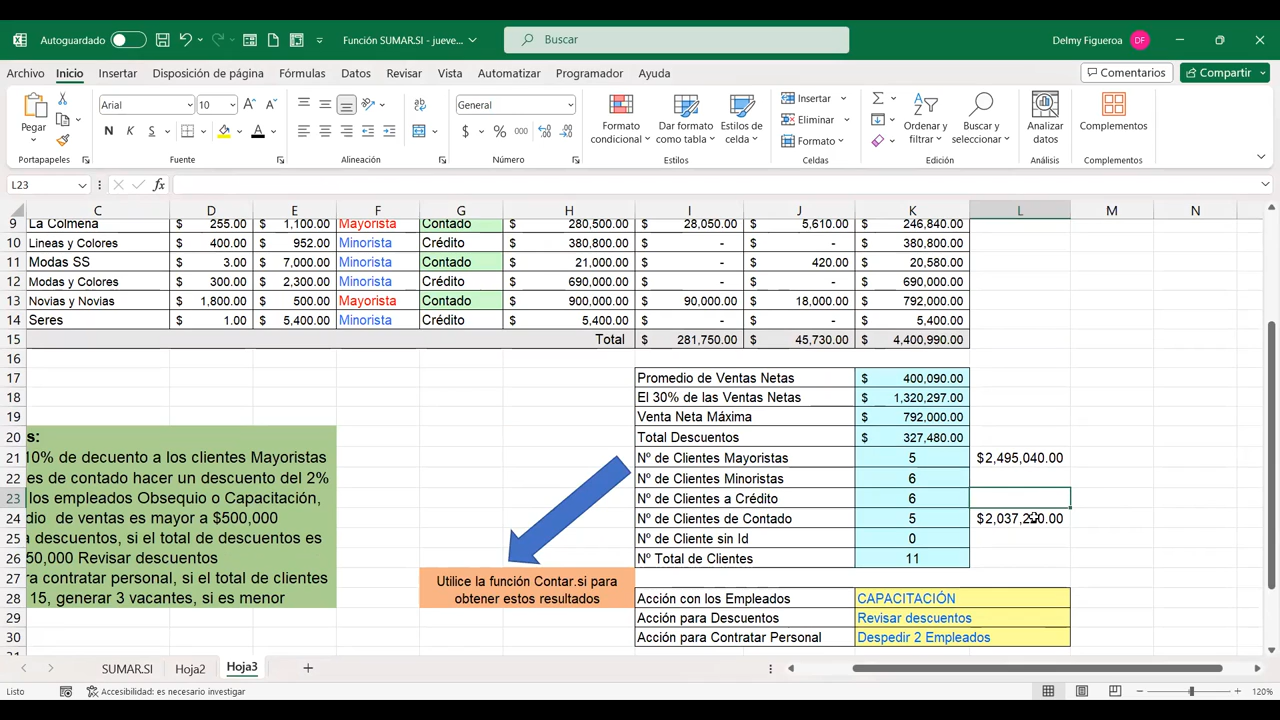 Autoguardado
Función SUMAR.SI - jueve...
Buscar
Delmy Figueroa DF
Archivo Inicio Insertar Disposición de página Fórmulas Datos Revisar Vista Automatizar Programador Ayuda Comentarios Compartir
Pegar
Arial 10 A A
N K S A
General
$ % 000
Formato condicional
Dar formato como tabla
Estilos de celda
Insertar
Eliminar
Formato
Ordenar y filtrar
Buscar y seleccionar
Analizar datos
Complementos
Portapapeles Fuente Alineación Número Estilos Celdas Edición Análisis Complementos
L23 fx
C D E F G H I J K L M N
9 La Colmena $ 255.00 $ 1,100.00 Mayorista Contado $ 280,500.00 $ 28,050.00 $ 5,610.00 $ 246,840.00
10 Lineas y Colores $ 400.00 $ 952.00 Minorista Crédito $ 380,800.00 $ - $ - $ 380,800.00
11 Modas SS $ 3.00 $ 7,000.00 Minorista Contado $ 21,000.00 $ - $ 420.00 $ 20,580.00
12 Modas y Colores $ 300.00 $ 2,300.00 Minorista Crédito $ 690,000.00 $ - $ - $ 690,000.00
13 Novias y Novias $ 1,800.00 $ 500.00 Mayorista Contado $ 900,000.00 $ 90,000.00 $ 18,000.00 $ 792,000.00
14 Seres $ 1.00 $ 5,400.00 Minorista Crédito $ 5,400.00 $ - $ - $ 5,400.00
15 Total $ 281,750.00 $ 45,730.00 $ 4,400.990.00
16
17 Promedio de Ventas Netas $ 400,090.00
18 El 30% de las Ventas Netas $ 1,320,297.00
19 Venta Neta Máxima $ 792,000.00
20 s: Total Descuentos $ 327,480.00
21 10% de decuento a los clientes Mayoristas Nº de Clientes Mayoristas 5 $2,495,040.00
22 es de contado hacer un descuento del 2% Nº de Clientes Minoristas 6
23 los empleados Obsequio o Capacitación, Nº de Clientes a Crédito 6
24 dio de ventas es mayor a $500,000 Nº de Clientes de Contado 5
25 a descuentos, si el total de descuentos es Nº de Cliente sin Id 0
26 50,000 Revisar descuentos Nº Total de Clientes 11
27 ra contratar personal, si el total de clientes
28 15, generar 3 vacantes, si es menor Acción con los Empleados CAPACITACIÓN
29 Acción para Descuentos Revisar descuentos
30 Acción para Contratar Personal Despedir 2 Empleados
Utilice la función Contar.si para
obtener estos resultados
SUMAR.SI Hoja2 Hoja3
Listo Accesibilidad: es necesario investigar 120%